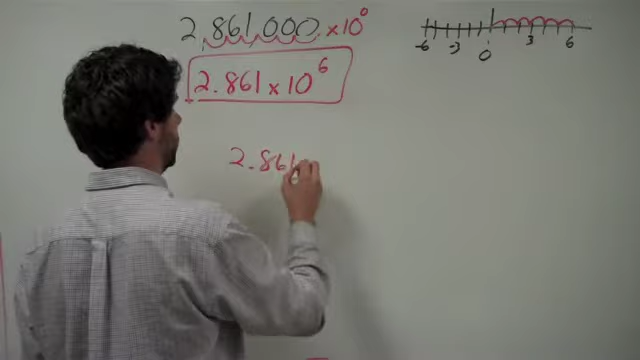 2,861,000 × 10⁰
2.861 × 10⁶
2.861
-6 -3 0 3 6